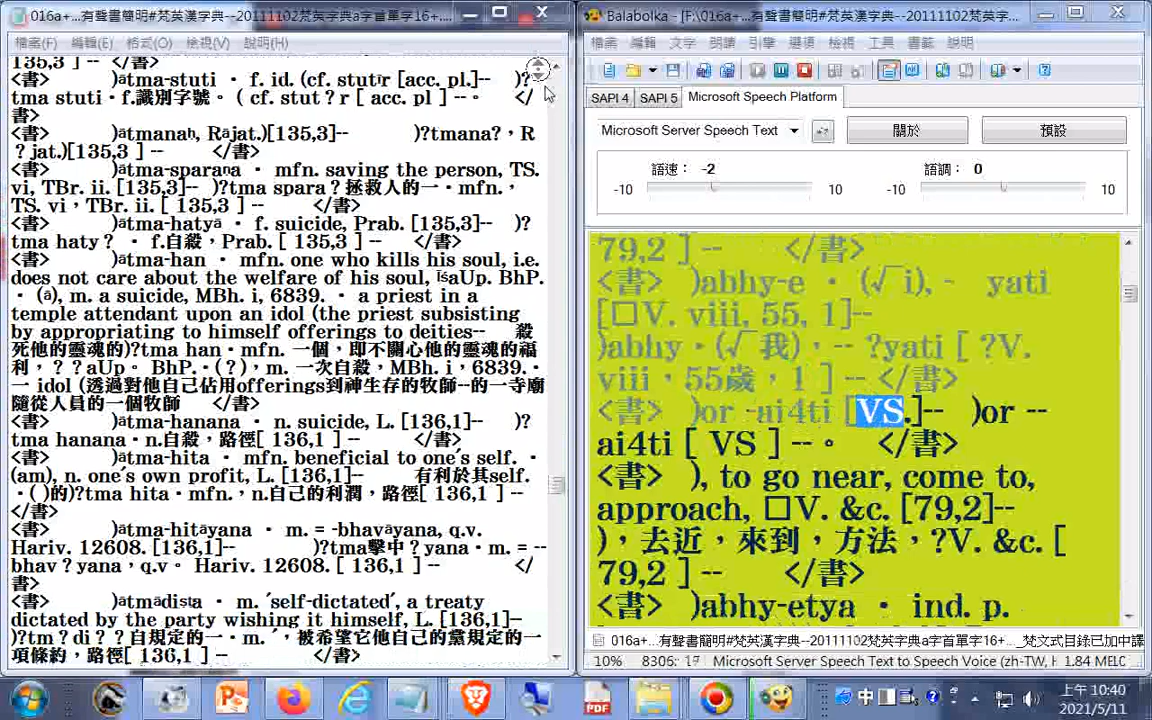 016a+...有聲書簡明#梵英漢字典--20111102梵英字典a字首單字16+...
檔案(F) 編輯(E) 格式(O) 檢視(V) 說明(H)
135,3 ] -- </書>
<書> )ātma-stuti · f. id. (cf. stutir [acc. pl.]-- )?
tma stuti · f.識別字號。 ( cf. stut ? r [ acc. pl ] -- 。 </
書>
<書> )ātmanaḥ, Rājat.)[135,3]-- )?tmana?,R
? jat.)[135,3 ] -- </書>
<書> )ātma-sparaṇa · mfn. saving the person, TS.
vi, TBr. ii. [135,3]-- )?tma spara ? 拯救人的一 · mfn.,
TS. vi,TBr. ii. [ 135,3 ] -- </書>
<書> )ātma-hatyā · f. suicide, Prab. [135,3]-- )?
tma haty ? · f.自殺,Prab. [ 135,3 ] -- </書>
<書> )ātma-han · mfn. one who kills his soul, i.e.
does not care about the welfare of his soul, īśaUp. BhP.
· (ā), m. a suicide, MBh. i, 6839. · a priest in a
temple attendant upon an idol (the priest subsisting
by appropriating to himself offerings to deities-- 殺
死他的靈魂的)?tma han · mfn. 一個,即不關心他的靈魂的福
利,? ? aUp。 BhP. · ( ? ), m. 一次自殺,MBh. i,6839. ·
一 idol (透過對他自己佔用offerings到神生存的牧師--的一寺廟
隨從人員的一個牧師 </書>
<書> )ātma-hanana · n. suicide, L. [136,1]-- )?
tma hanana · n.自殺,路徑[ 136,1 ] -- </書>
<書> )ātma-hita · mfn. beneficial to one's self. ·
(am), n. one's own profit, L. [136,1]-- 有利於其self.
· ( )的)?tma hita · mfn.,n.自己的利潤,路徑[ 136,1 ] --
</書>
<書> )ātma-hitāyana · m. = -bhavāyana, q.v.
Hariv. 12608. [136,1]-- )?tma擊中 ? yana · m. = --
bhav ? yana,q.v。 Hariv. 12608. [ 136,1 ] -- </
書>
<書> )ātmādiṣṭa · m. 'self-dictated', a treaty
dictated by the party wishing it himself, L. [136,1]--
)?tm ? di ? ? 自規定的一 · m. ´,被希望它他自己的黨規定的一
項條約,路徑[ 136,1 ] -- </書>
Balabolka - [F:\016a+...有聲書簡明#梵英漢字典--20111102梵英字...
檔案 編輯 文字 朗讀 引擎 選項 檢視 工具 書籤 說明
SAPI 4 SAPI 5 Microsoft Speech Platform
Microsoft Server Speech Text 關於 預設
語速: -2 語調: 0
-10 10 -10 10
79,2 ] -- </書>
<書> )abhy-e · (√ i), - yati
[□V. viii, 55, 1]--
)abhy · (√ 我),-- ?yati [ ?V.
viii,55歲,1 ] -- </書>
<書> )or -ai4ti [VS.]-- )or --
ai4ti [ VS ] -- 。 </書>
<書> ), to go near, come to,
approach, □V. &c. [79,2]--
),去近,來到,方法,?V. &c. [
79,2 ] -- </書>
<書> )abhy-etya · ind. p.
016a+...有聲書簡明#梵英漢字典--20111102梵英字典a字首單字16+..._梵文式目錄已加中譯
10% 8306: 17 Microsoft Server Speech Text to Speech Voice (zh-TW, H 1.84 MB
中
上午 10:40
2021/5/11